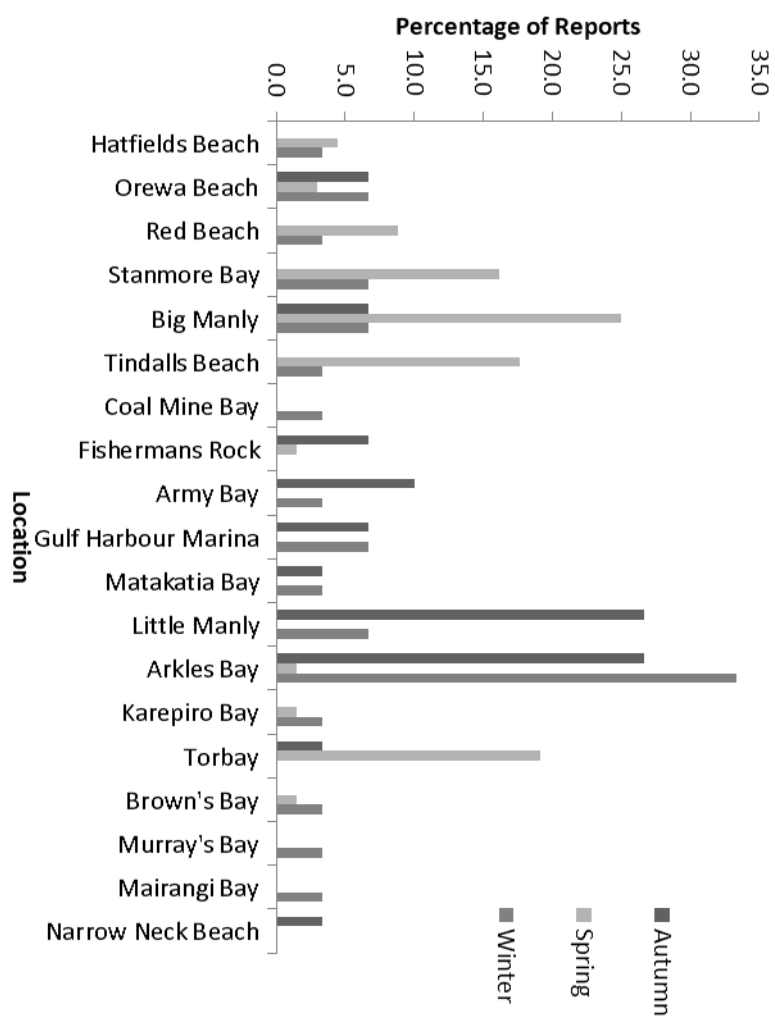 Percentage of Reports
0.0
5.0
10.0
15.0
20.0
25.0
30.0
35.0
Hatfields Beach
Orewa Beach
Red Beach
Stanmore Bay
Big Manly
Tindalls Beach
Coal Mine Bay
Fishermans Rock
Army Bay
Gulf Harbour Marina
Matakatia Bay
Little Manly
Arkles Bay
Karepiro Bay
Torbay
Brown's Bay
Murray's Bay
Mairangi Bay
Narrow Neck Beach
Location
Winter
Spring
Autumn